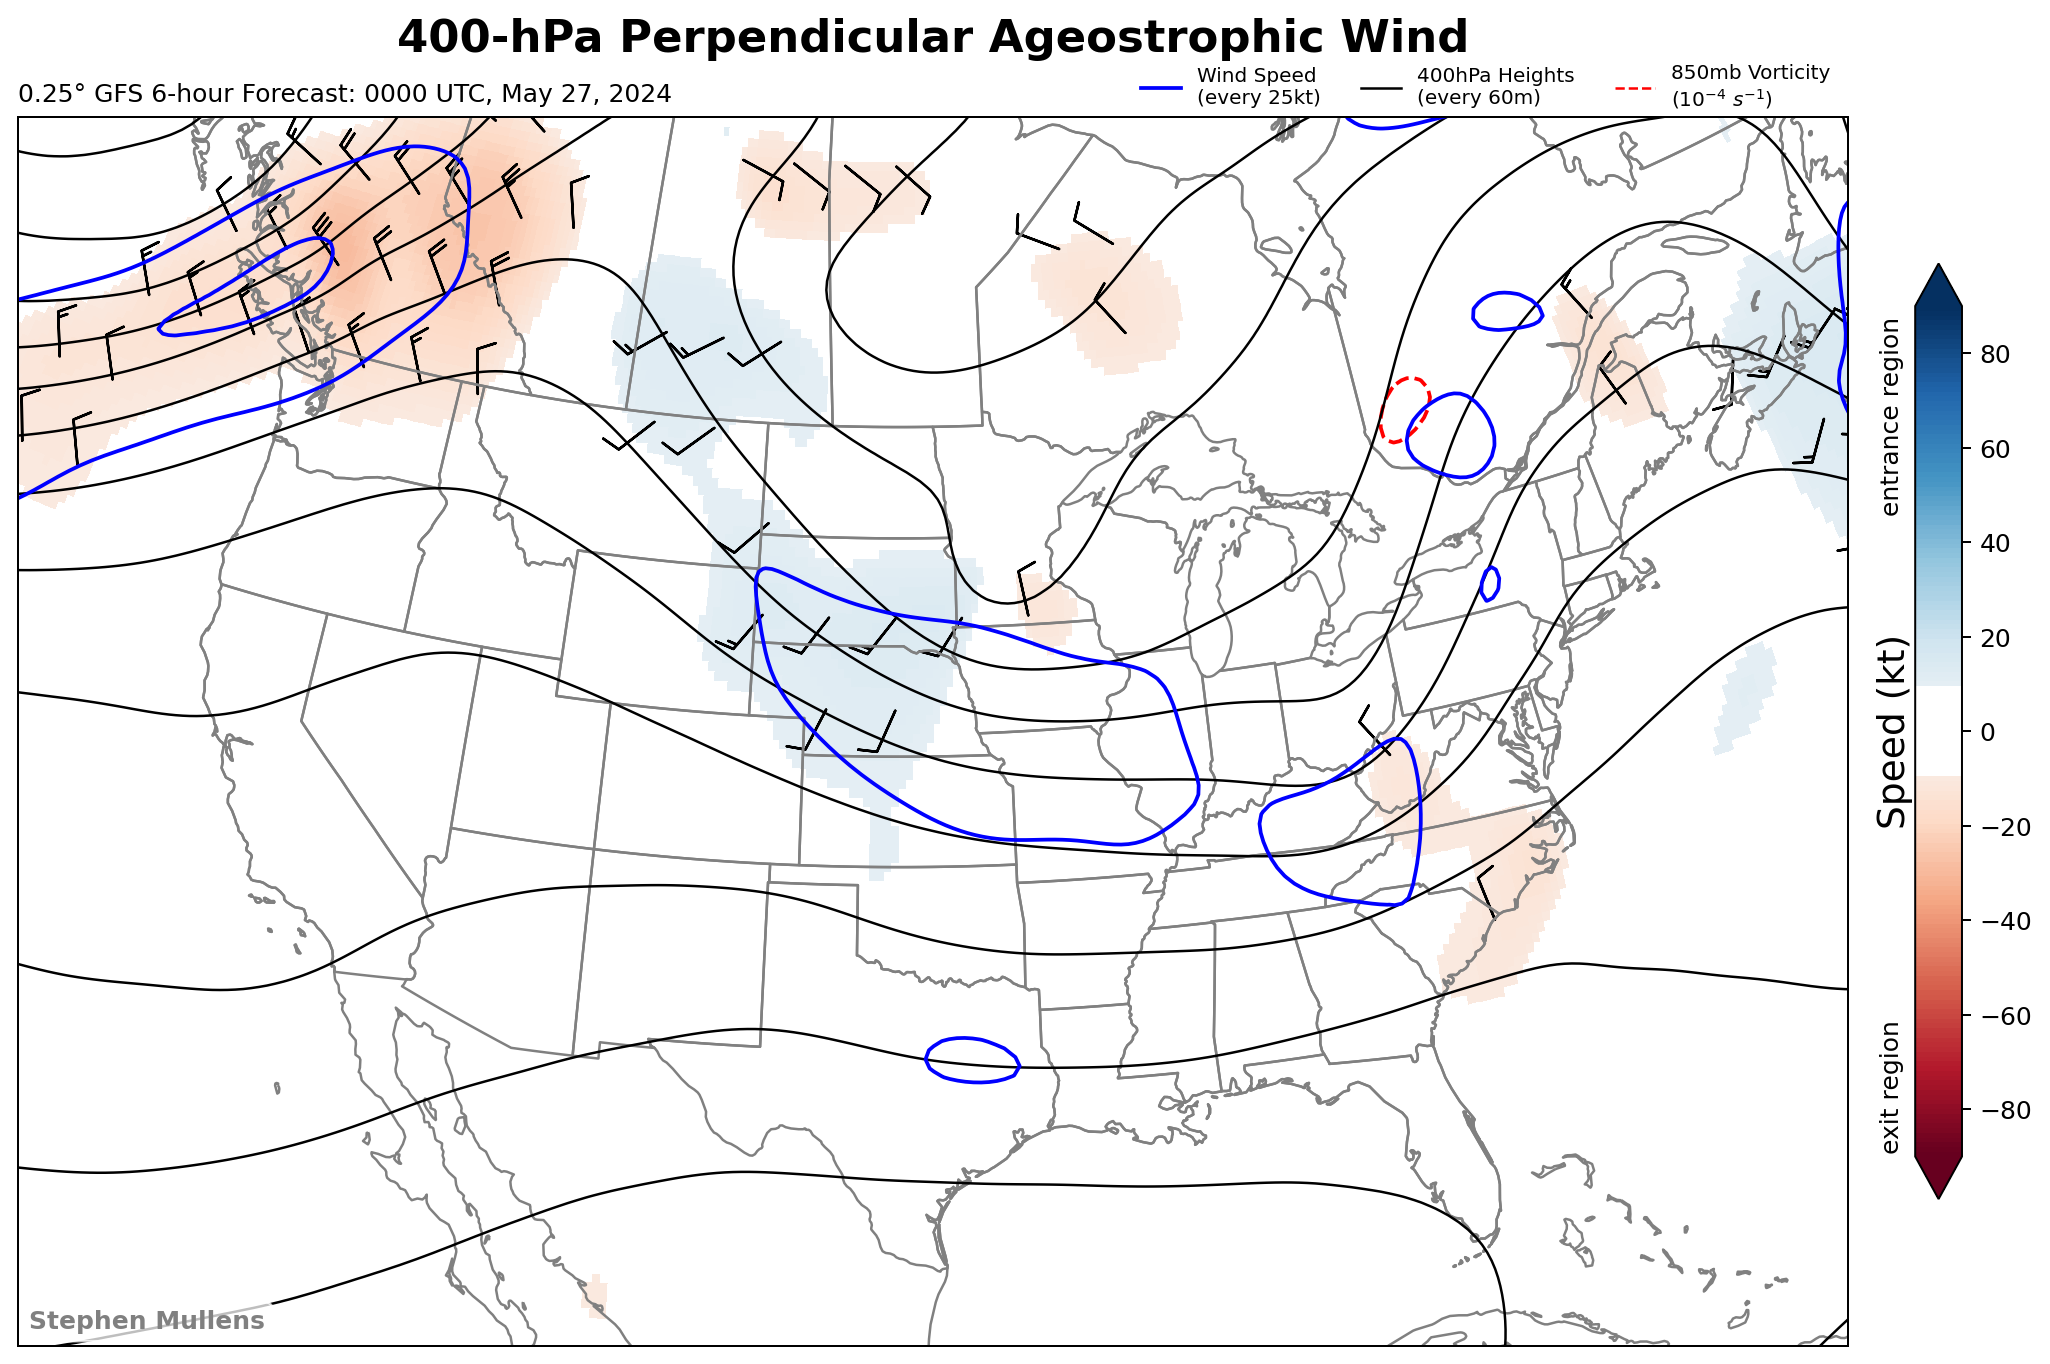 400-hPa Perpendicular Ageostrophic Wind
0.25° GFS 6-hour Forecast: 0000 UTC, May 27, 2024
Wind Speed
(every 25kt)
400hPa Heights
(every 60m)
850mb Vorticity
(10⁻⁴ s⁻¹)
entrance region
Speed (kt)
exit region
80
60
40
20
0
−20
−40
−60
−80
Stephen Mullens